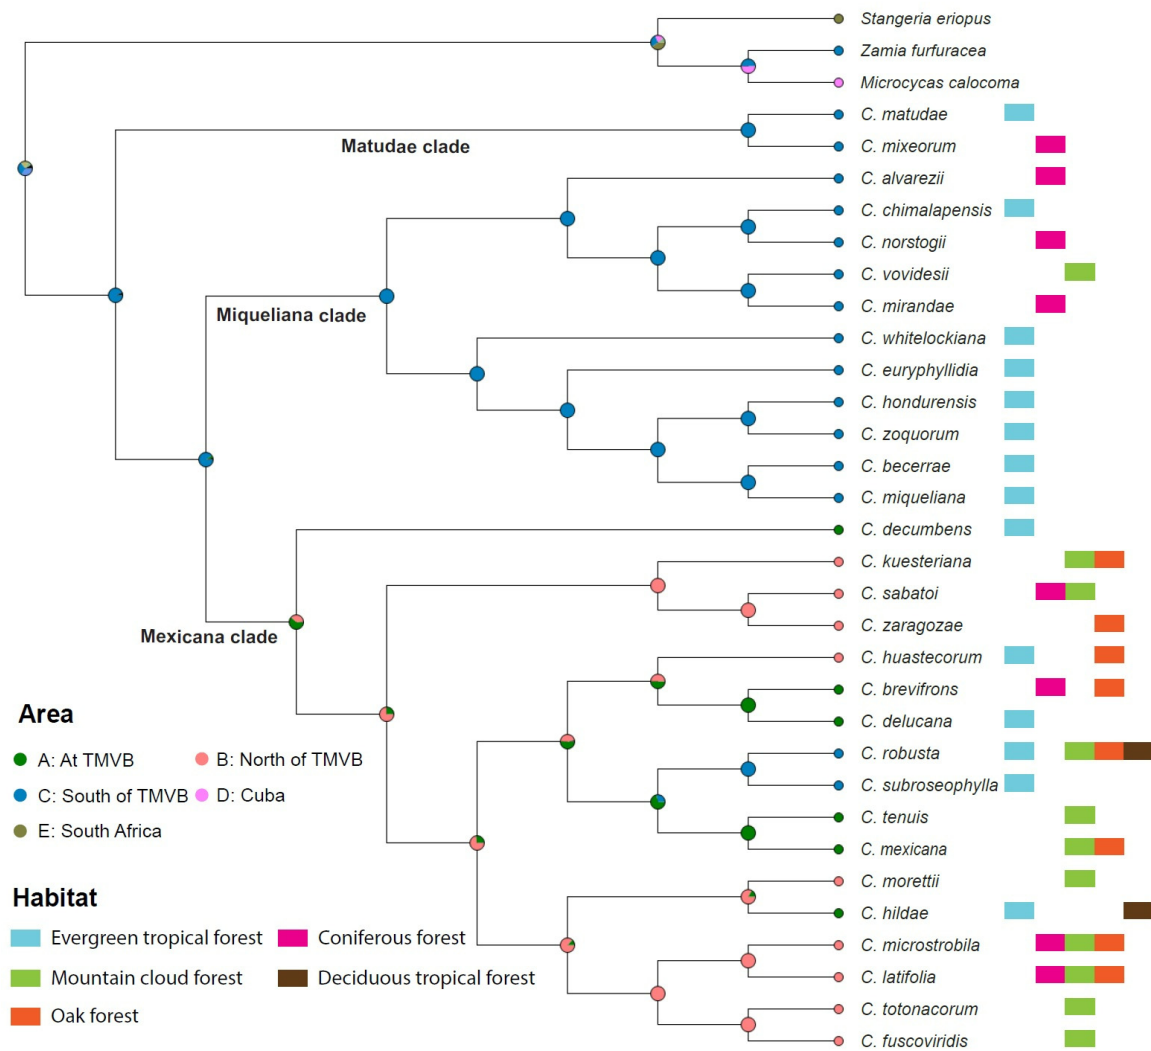 Stangeria eriopus
Zamia furfuracea
Microcycas calocoma
C. matudae
Matudae clade
C. mixeorum
C. alvarezii
C. chimalapensis
C. norstogii
C. vovidesii
C. mirandae
Miqueliana clade
C. whitelockiana
C. euryphyllidia
C. hondurensis
C. zoquorum
C. becerrae
C. miqueliana
C. decumbens
C. kuesteriana
C. sabatoi
C. zaragozae
Mexicana clade
C. huastecorum
C. brevifrons
C. delucana
C. robusta
C. subroseophylla
C. tenuis
C. mexicana
C. morettii
C. hildae
C. microstrobila
C. latifolia
C. totonacorum
C. fuscoviridis
Area
A: At TMVB
B: North of TMVB
C: South of TMVB
D: Cuba
E: South Africa
Habitat
Evergreen tropical forest
Coniferous forest
Mountain cloud forest
Deciduous tropical forest
Oak forest